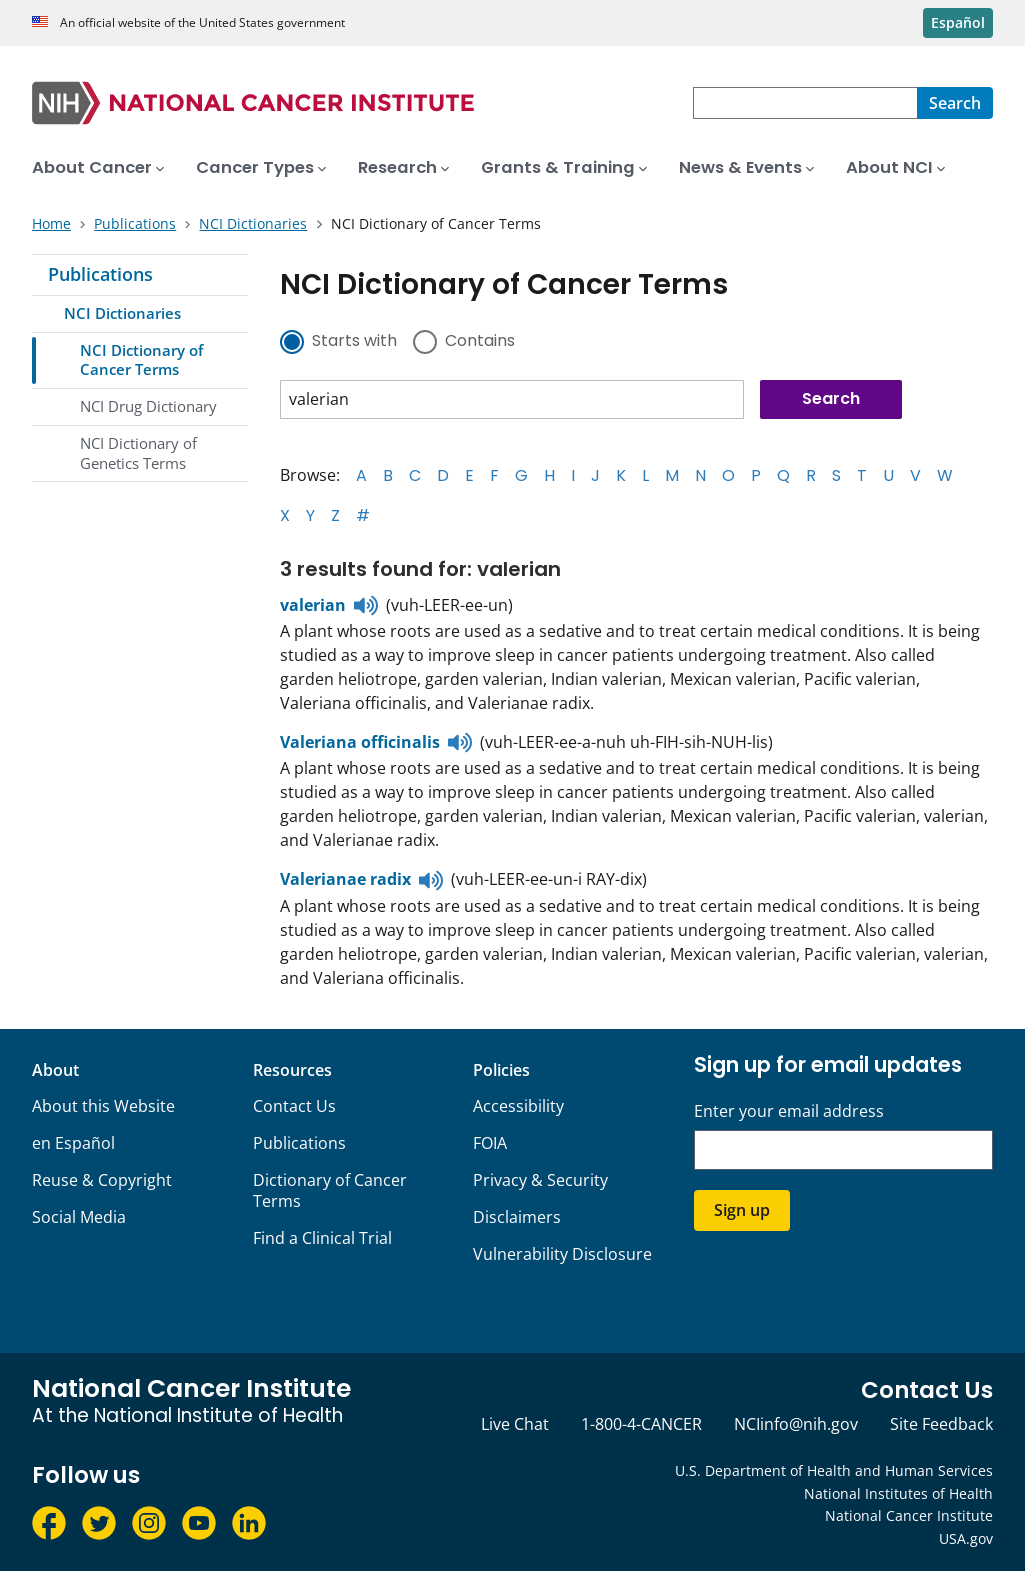 An official website of the United States government
Español
NIH NATIONAL CANCER INSTITUTE
Search
About Cancer Cancer Types Research Grants & Training News & Events About NCI
Home Publications NCI Dictionaries NCI Dictionary of Cancer Terms
Publications
NCI Dictionaries
NCI Dictionary of
Cancer Terms
NCI Drug Dictionary
NCI Dictionary of
Genetics Terms
NCI Dictionary of Cancer Terms
Starts with Contains
valerian Search
Browse: A B C D E F G H I J K L M N O P Q R S T U V W
X Y Z #
3 results found for: valerian
valerian (vuh-LEER-ee-un)
A plant whose roots are used as a sedative and to treat certain medical conditions. It is being
studied as a way to improve sleep in cancer patients undergoing treatment. Also called
garden heliotrope, garden valerian, Indian valerian, Mexican valerian, Pacific valerian,
Valeriana officinalis, and Valerianae radix.
Valeriana officinalis (vuh-LEER-ee-a-nuh uh-FIH-sih-NUH-lis)
A plant whose roots are used as a sedative and to treat certain medical conditions. It is being
studied as a way to improve sleep in cancer patients undergoing treatment. Also called
garden heliotrope, garden valerian, Indian valerian, Mexican valerian, Pacific valerian, valerian,
and Valerianae radix.
Valerianae radix (vuh-LEER-ee-un-i RAY-dix)
A plant whose roots are used as a sedative and to treat certain medical conditions. It is being
studied as a way to improve sleep in cancer patients undergoing treatment. Also called
garden heliotrope, garden valerian, Indian valerian, Mexican valerian, Pacific valerian, valerian,
and Valeriana officinalis.
About
About this Website
en Español
Reuse & Copyright
Social Media
Resources
Contact Us
Publications
Dictionary of Cancer
Terms
Find a Clinical Trial
Policies
Accessibility
FOIA
Privacy & Security
Disclaimers
Vulnerability Disclosure
Sign up for email updates
Enter your email address
Sign up
National Cancer Institute
At the National Institute of Health
Contact Us
Live Chat 1-800-4-CANCER NCIinfo@nih.gov Site Feedback
Follow us
U.S. Department of Health and Human Services
National Institutes of Health
National Cancer Institute
USA.gov